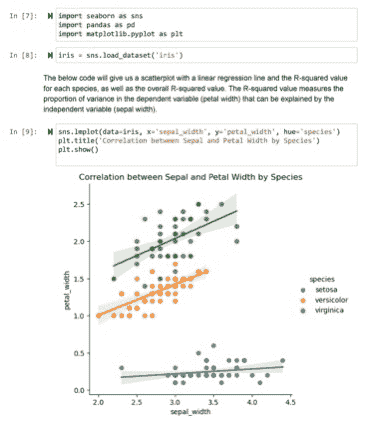 In [7]: import seaborn as sns
import pandas as pd
import matplotlib.pyplot as plt
In [8]: iris = sns.load_dataset('iris')
The below code will give us a scatterplot with a linear regression line and the R-squared value
for each species, as well as the overall R-squared value. The R-squared value measures the
proportion of variance in the dependent variable (petal width) that can be explained by the
independent variable (sepal width).
In [9]: sns.lmplot(data=iris, x='sepal_width', y='petal_width', hue='species')
plt.title('Correlation between Sepal and Petal Width by Species')
plt.show()
Correlation between Sepal and Petal Width by Species
2.5
2.0
1.5
1.0
0.5
0.0
petal_width
species
setosa
versicolor
virginica
2.0 2.5 3.0 3.5 4.0 4.5
sepal_width